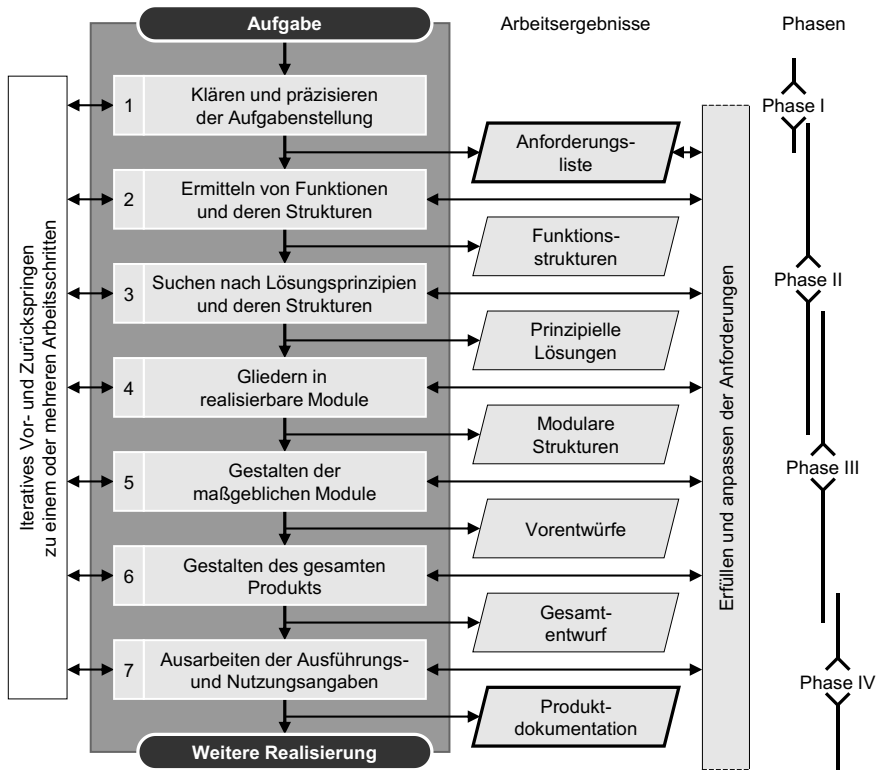 Aufgabe
Arbeitsergebnisse
Phasen
Iteratives Vor- und Zurückspringen
zu einem oder mehreren Arbeitsschritten
1
Klären und präzisieren
der Aufgabenstellung
Phase I
Anforderungs-
liste
2
Ermitteln von Funktionen
und deren Strukturen
Funktions-
strukturen
3
Suchen nach Lösungsprinzipien
und deren Strukturen
Phase II
Prinzipielle
Lösungen
4
Gliedern in
realisierbare Module
Modulare
Strukturen
5
Gestalten der
maßgeblichen Module
Phase III
Vorentwürfe
6
Gestalten des gesamten
Produkts
Gesamt-
entwurf
7
Ausarbeiten der Ausführungs-
und Nutzungsangaben
Phase IV
Produkt-
dokumentation
Weitere Realisierung
Erfüllen und anpassen der Anforderungen